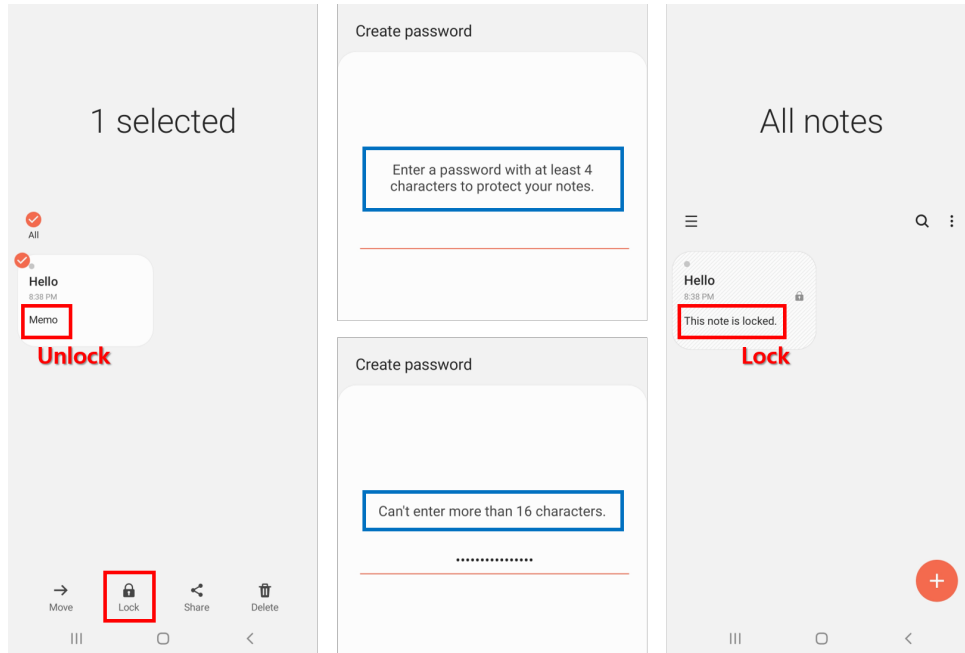 1 selected
All
Hello
8:38 PM
Memo
Unlock
Move
Lock
Share
Delete
Create password
Enter a password with at least 4
characters to protect your notes.
Create password
Can't enter more than 16 characters.
All notes
Hello
8:38 PM
This note is locked.
Lock